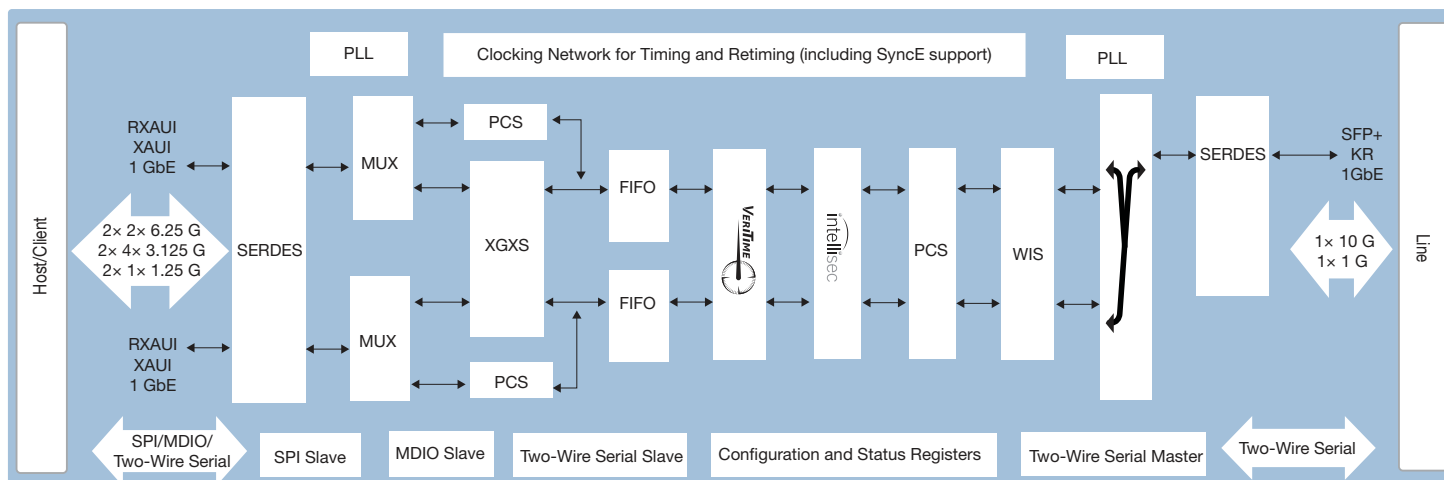 PLL
Clocking Network for Timing and Retiming (including SyncE support)
PLL
Host/Client
RXAUI
XAUI
1 GbE
2× 2× 6.25 G
2× 4× 3.125 G
2× 1× 1.25 G
RXAUI
XAUI
1 GbE
SERDES
MUX
MUX
PCS
XGXS
PCS
FIFO
FIFO
VERITIME
intellisec
PCS
WIS
SERDES
SFP+
KR
1GbE
1× 10 G
1× 1 G
Line
SPI/MDIO/
Two-Wire Serial
SPI Slave
MDIO Slave
Two-Wire Serial Slave
Configuration and Status Registers
Two-Wire Serial Master
Two-Wire Serial